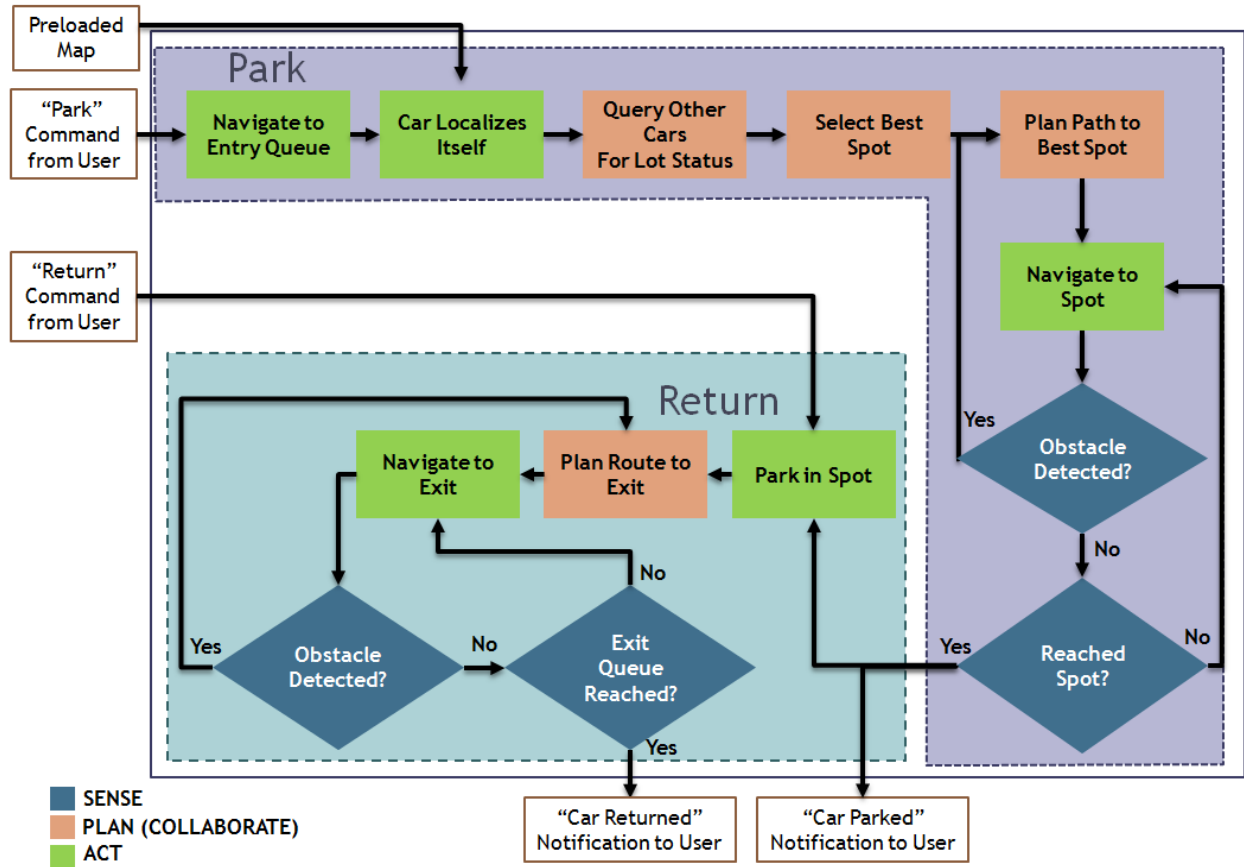 Preloaded
Map
Park
“Park”
Command
from User
Navigate to
Entry Queue
Car Localizes
Itself
Query Other
Cars
For Lot Status
Select Best
Spot
Plan Path to
Best Spot
“Return”
Command
from User
Navigate to
Spot
Return
Yes
Obstacle
Detected?
Navigate to
Exit
Plan Route to
Exit
Park in Spot
No
No
Yes
Obstacle
Detected?
No
Exit
Queue
Reached?
Yes
Reached
Spot?
No
Yes
SENSE
PLAN (COLLABORATE)
ACT
“Car Returned”
Notification to User
“Car Parked”
Notification to User